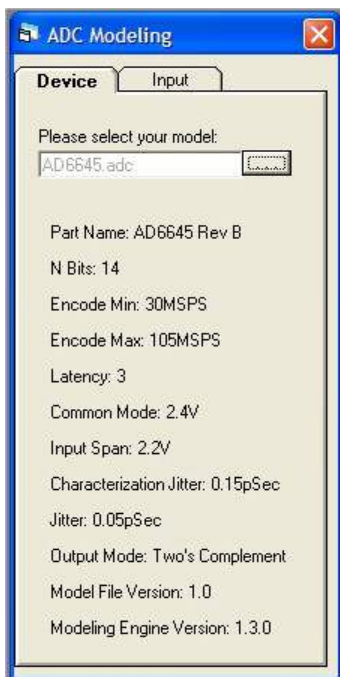 ADC Modeling
Device Input
Please select your model:
AD6645.adc ...
Part Name: AD6645 Rev B
N Bits: 14
Encode Min: 30MSPS
Encode Max: 105MSPS
Latency: 3
Common Mode: 2.4V
Input Span: 2.2V
Characterization Jitter: 0.15pSec
Jitter: 0.05pSec
Output Mode: Two's Complement
Model File Version: 1.0
Modeling Engine Version: 1.3.0